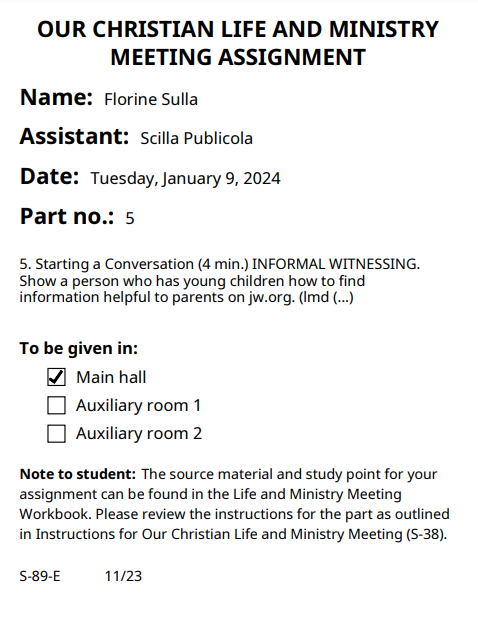 OUR CHRISTIAN LIFE AND MINISTRY
MEETING ASSIGNMENT
Name: Florine Sulla
Assistant: Scilla Publicola
Date: Tuesday, January 9, 2024
Part no.: 5
5. Starting a Conversation (4 min.) INFORMAL WITNESSING.
Show a person who has young children how to find
information helpful to parents on jw.org. (lmd (...)
To be given in:
Main hall
Auxiliary room 1
Auxiliary room 2
Note to student: The source material and study point for your
assignment can be found in the Life and Ministry Meeting
Workbook. Please review the instructions for the part as outlined
in Instructions for Our Christian Life and Ministry Meeting (S-38).
S-89-E 11/23